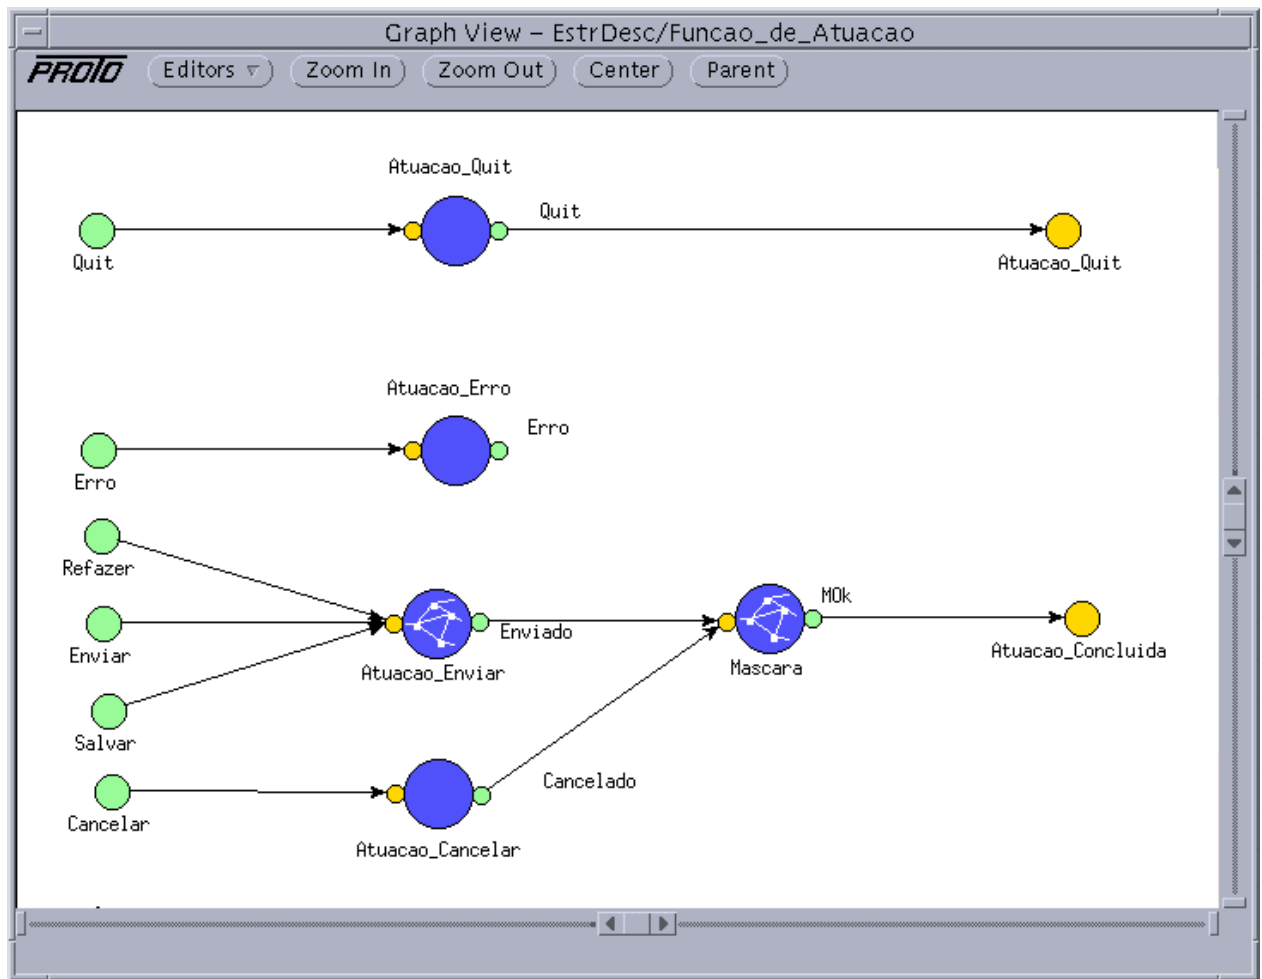 Graph View – EstrDesc/Funcao_de_Atuacao
PROTO Editors Zoom In Zoom Out Center Parent
Atuacao_Quit
Quit
Quit
Atuacao_Quit
Atuacao_Erro
Erro
Erro
Refazer
MOk
Enviado
Enviar
Atuacao_Concluida
Atuacao_Enviar
Mascara
Salvar
Cancelado
Cancelar
Atuacao_Cancelar